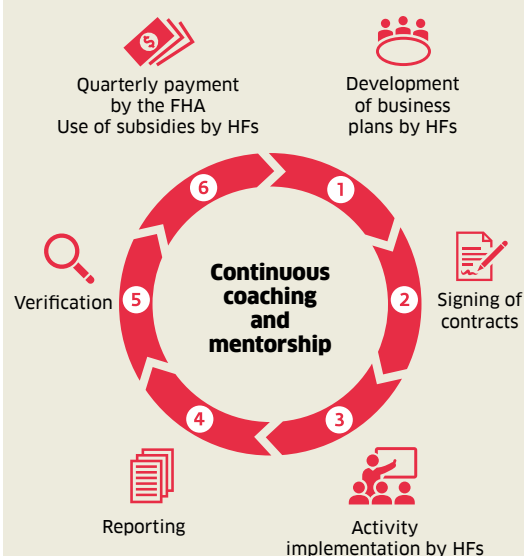 Quarterly payment
by the FHA
Use of subsidies by HFs
Development
of business
plans by HFs
6
1
Continuous
coaching
and
mentorship
Verification
5
2
Signing of
contracts
4
3
Reporting
Activity
implementation by HFs